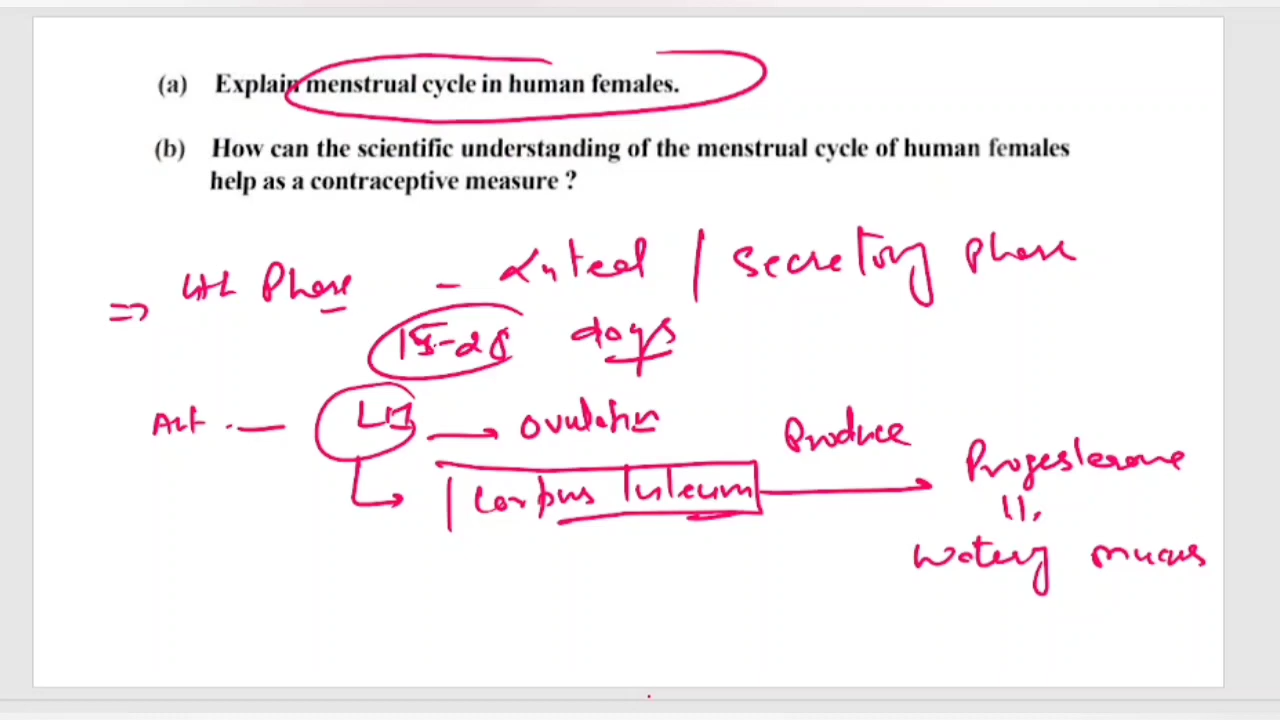 (a) Explain menstrual cycle in human females.
(b) How can the scientific understanding of the menstrual cycle of human females
help as a contraceptive measure ?
⇒ 4th Phase - Luteal / Secretory Phase
15-28 days
LH → Ovulation
Corpus luteum → Produce Progesterone
Watery mucus